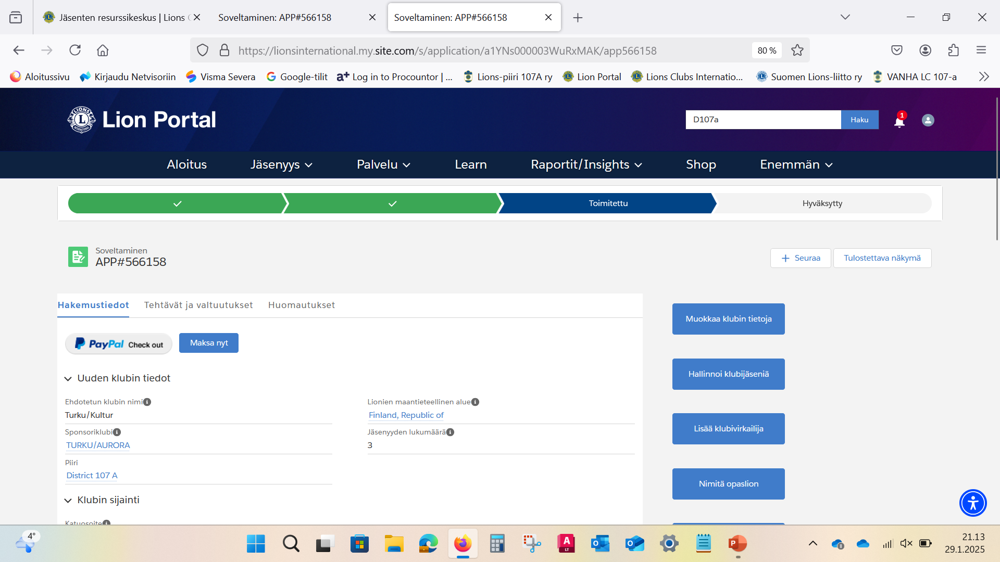 Jäsenten resurssikeskus | Lions
Soveltaminen: APP#566158
Soveltaminen: APP#566158
https://lionsinternational.my.site.com/s/application/a1YNs000003WuRxMAK/app566158
80 %
Aloitussivu
Kirjaudu Netvisoriin
Visma Severa
Google-tilit
a+ Log in to Procountor | ...
Lions-piiri 107A ry
Lion Portal
Lions Clubs Internatio...
Suomen Lions-liitto ry
VANHA LC 107-a
LIONS
L
INTERNATIONAL
Lion Portal
D107a
Haku
1
Aloitus
Jäsenyys
Palvelu
Learn
Raportit/Insights
Shop
Enemmän
Toimitettu
Hyväksytty
Soveltaminen
APP#566158
Seuraa
Tulostettava näkymä
Hakemustiedot
Tehtävät ja valtuutukset
Huomautukset
PayPal Check out
Maksa nyt
Uuden klubin tiedot
Ehdotetun klubin nimi
Turku/Kultur
Lionien maantieteellinen alue
Finland, Republic of
Sponsoriklubi
TURKU/AURORA
Jäsenyyden lukumäärä
3
Piiri
District 107 A
Klubin sijainti
Katuosoite
Muokkaa klubin tietoja
Hallinnoi klubijäseniä
Lisää klubivirkailija
Nimitä opaslion
4°
21.13
29.1.2025